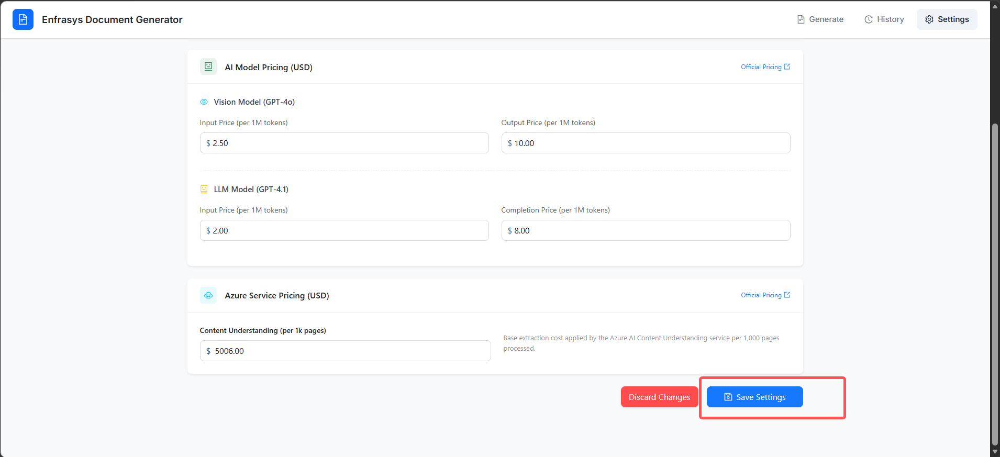 Enfrasys Document Generator
Generate
History
Settings
AI Model Pricing (USD)
Official Pricing
Vision Model (GPT-4o)
Input Price (per 1M tokens)
Output Price (per 1M tokens)
$ 2.50
$ 10.00
LLM Model (GPT-4.1)
Input Price (per 1M tokens)
Completion Price (per 1M tokens)
$ 2.00
$ 8.00
Azure Service Pricing (USD)
Official Pricing
Content Understanding (per 1k pages)
$ 5006.00
Base extraction cost applied by the Azure AI Content Understanding service per 1,000 pages
processed.
Discard Changes
Save Settings